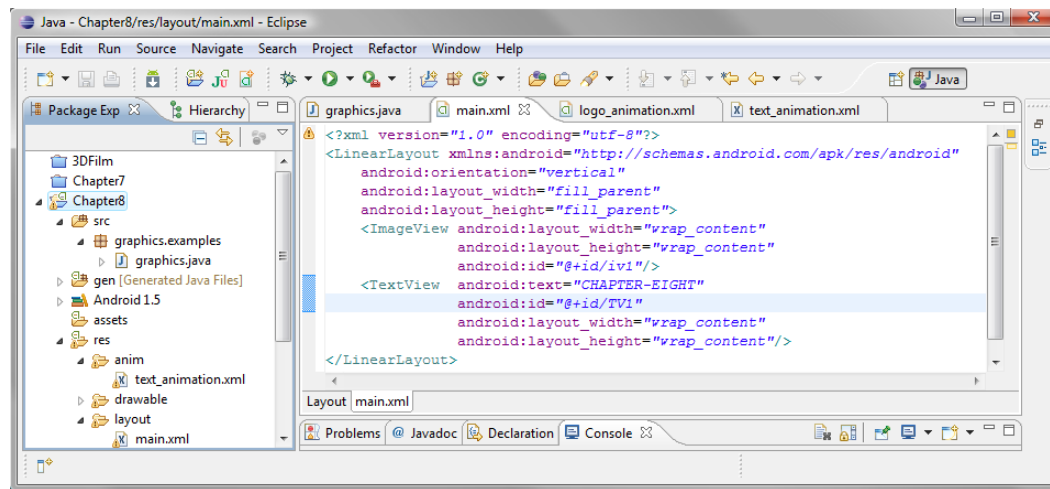 Java - Chapter8/res/layout/main.xml - Eclipse
File Edit Run Source Navigate Search Project Refactor Window Help
Java
Package Exp Hierarchy
graphics.java main.xml logo_animation.xml text_animation.xml
3DFilm
Chapter7
Chapter8
src
graphics.examples
graphics.java
gen [Generated Java Files]
Android 1.5
assets
res
anim
text_animation.xml
drawable
layout
main.xml
<?xml version="1.0" encoding="utf-8"?>
<LinearLayout xmlns:android="http://schemas.android.com/apk/res/android"
android:orientation="vertical"
android:layout_width="fill_parent"
android:layout_height="fill_parent">
<ImageView android:layout_width="wrap_content"
android:layout_height="wrap_content"
android:id="@+id/iv1"/>
<TextView android:text="CHAPTER-EIGHT"
android:id="@+id/TV1"
android:layout_width="wrap_content"
android:layout_height="wrap_content"/>
</LinearLayout>
Layout main.xml
Problems @ Javadoc Declaration Console